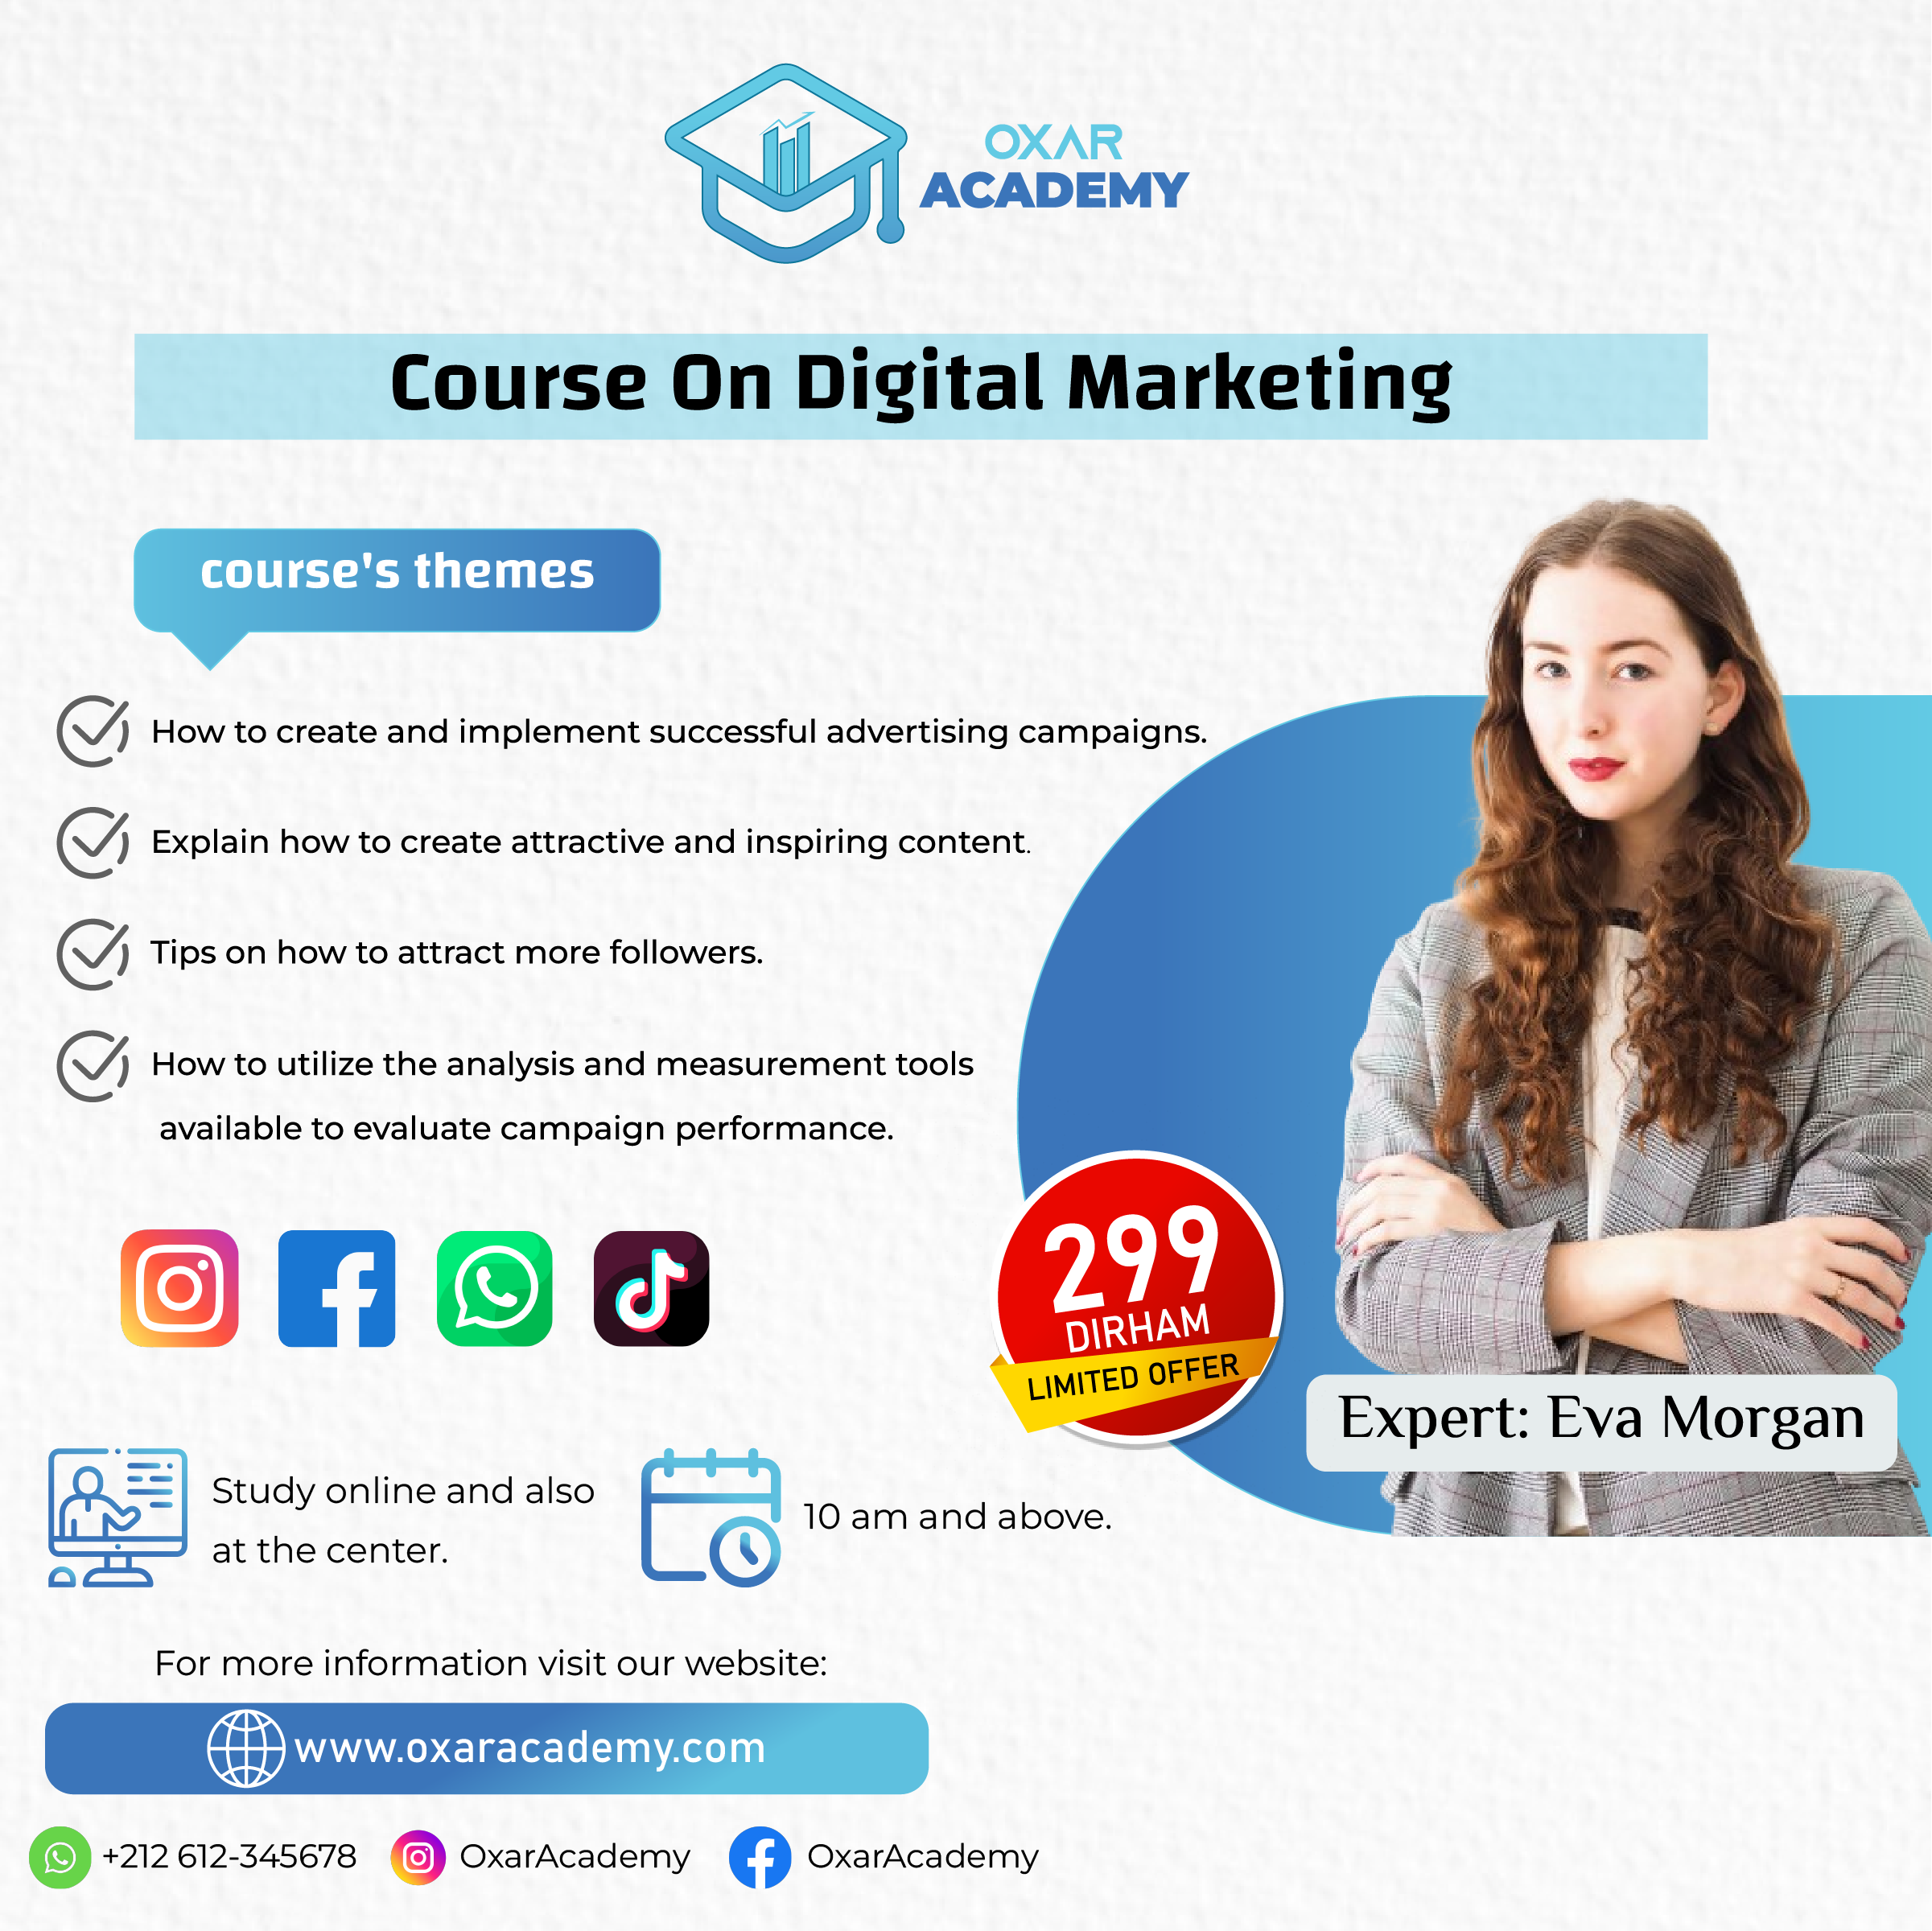 OXAR
ACADEMY
Course On Digital Marketing
course's themes
How to create and implement successful advertising campaigns.
Explain how to create attractive and inspiring content.
Tips on how to attract more followers.
How to utilize the analysis and measurement tools
available to evaluate campaign performance.
299
DIRHAM
LIMITED OFFER
Expert: Eva Morgan
Study online and also
at the center.
10 am and above.
For more information visit our website:
www.oxaracademy.com
+212 612-345678
OxarAcademy
OxarAcademy